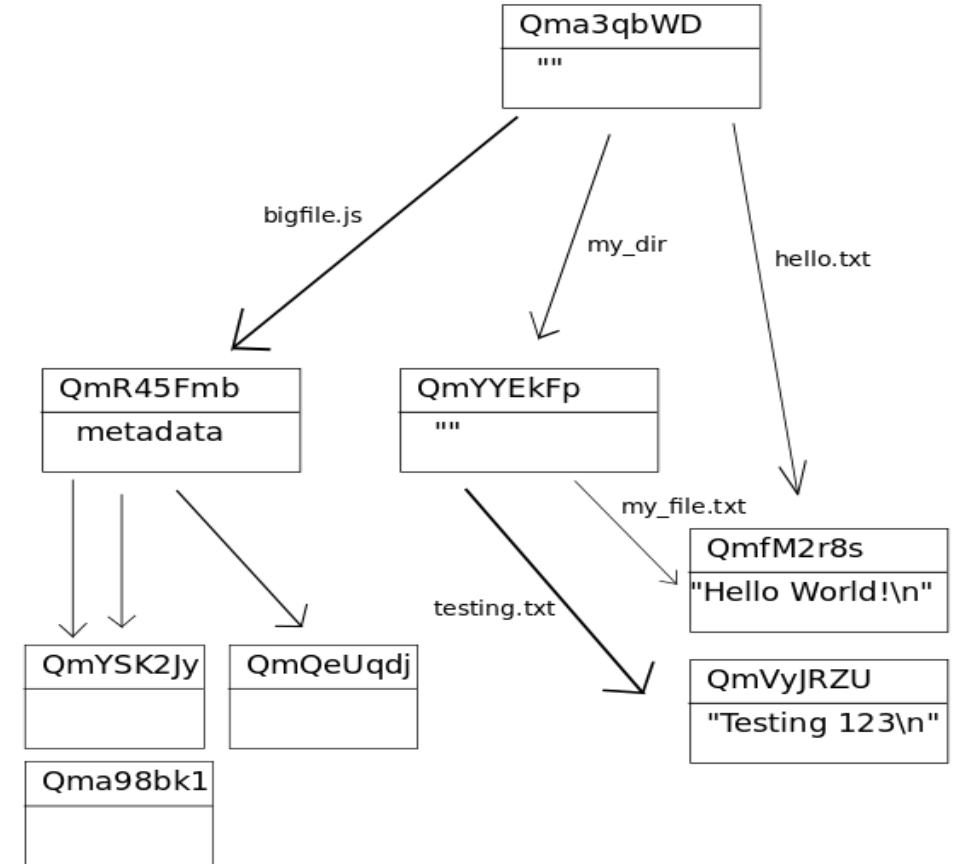 Qma3qbWD
""
bigfile.js
my_dir
hello.txt
QmR45Fmb
metadata
QmYYEkFp
""
my_file.txt
QmfM2r8s
"Hello World!\n"
testing.txt
QmYSK2Jy
QmQeUqdj
QmVyJRZU
"Testing 123\n"
Qma98bk1